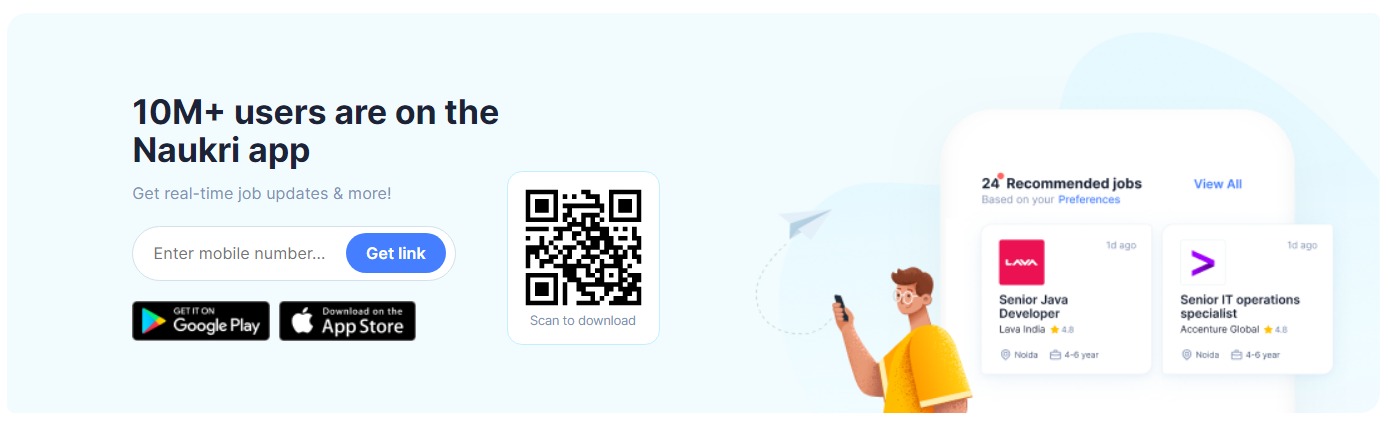 10M+ users are on the
Naukri app
Get real-time job updates & more!
Enter mobile number...
Get link
GET IT ON
Google Play
Download on the
App Store
Scan to download
24 Recommended jobs
View All
Based on your Preferences
LAVA
1d ago
Senior Java
Developer
Lava India 4.8
Noida 4-6 year
1d ago
Senior IT operations
specialist
Accenture Global 4.8
Noida 4-6 year